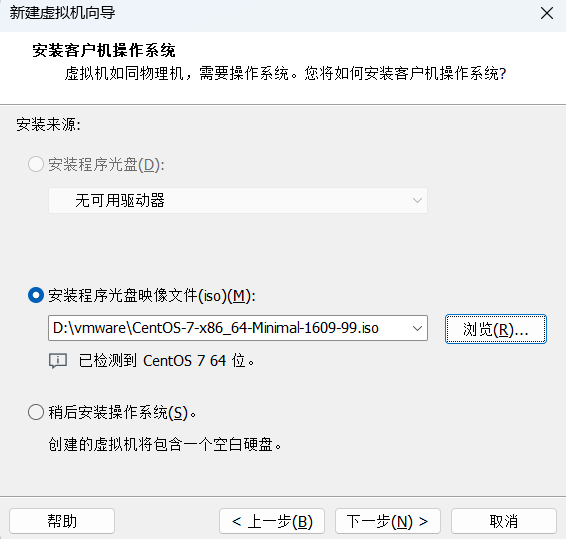 新建虚拟机向导
安装客户机操作系统
虚拟机如同物理机，需要操作系统。您将如何安装客户机操作系统?
安装来源:
安装程序光盘(D):
无可用驱动器
安装程序光盘映像文件(iso)(M):
D:\vmware\CentOS-7-x86_64-Minimal-1609-99.iso
浏览(R)...
已检测到 CentOS 7 64 位。
稍后安装操作系统(S)。
创建的虚拟机将包含一个空白硬盘。
帮助
< 上一步(B)
下一步(N) >
取消